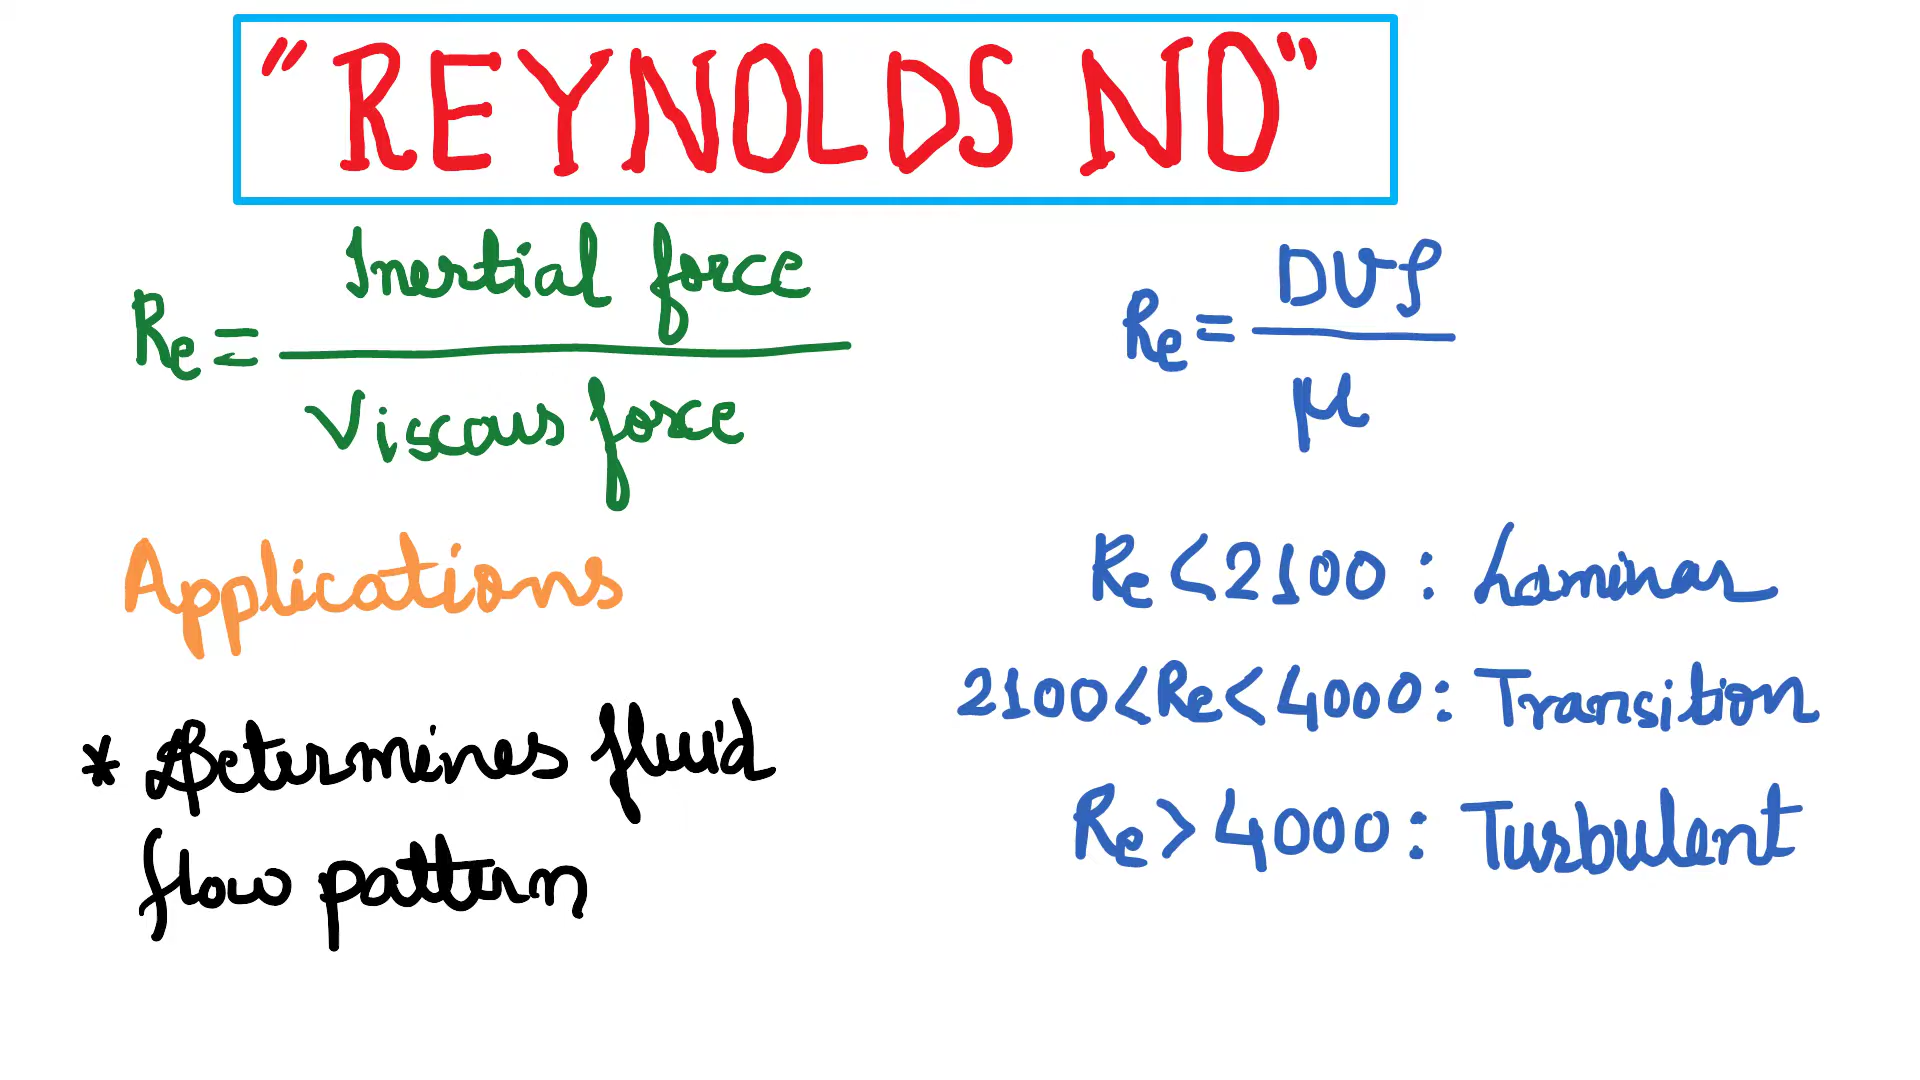 "REYNOLDS NO"
Re = Inertial force / Viscous force
Re = DVρ / μ
Applications
* Determines fluid
flow pattern
Re < 2100 : Laminar
2100 < Re < 4000 : Transition
Re > 4000 : Turbulent